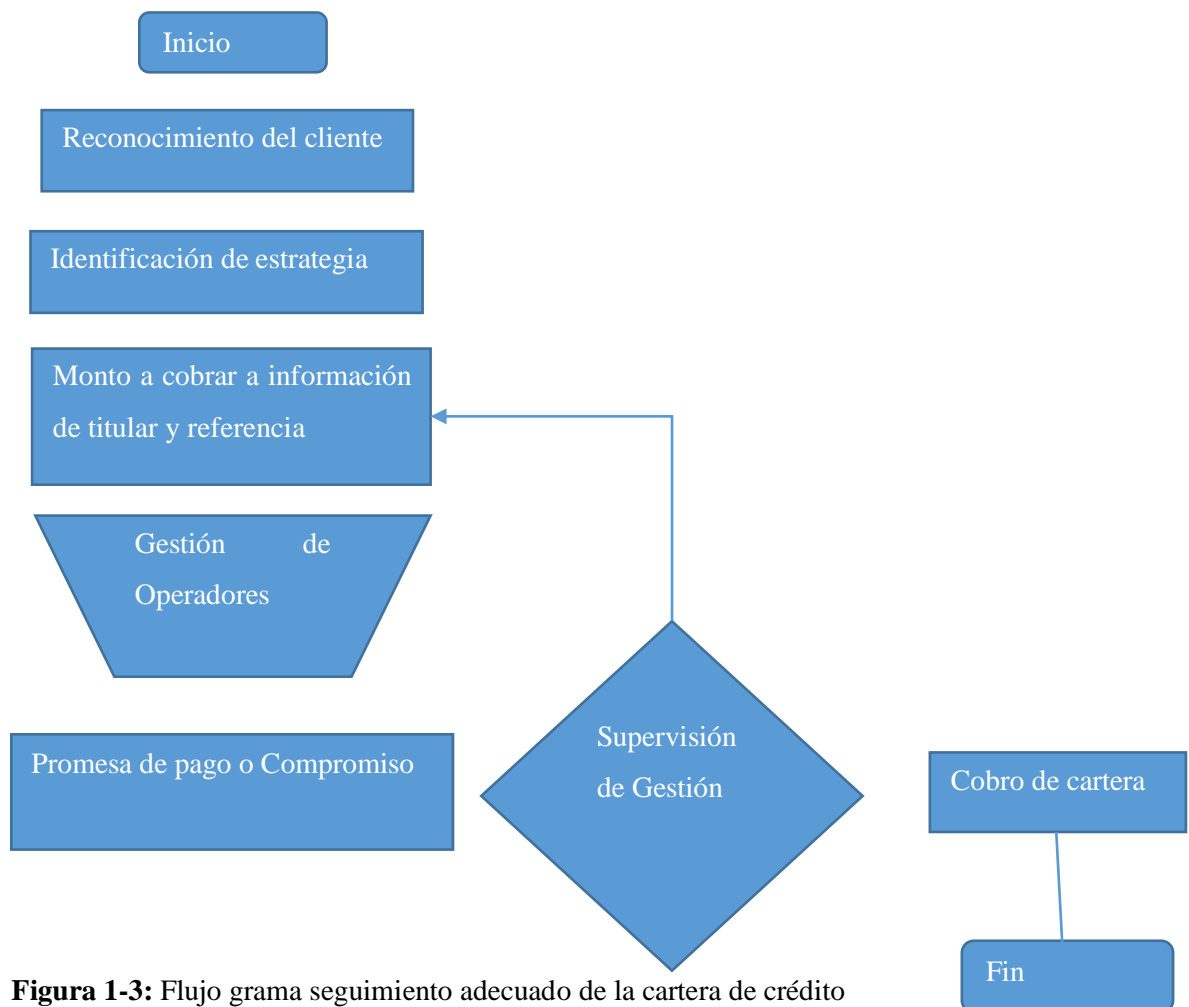 Inicio
Reconocimiento del cliente
Identificación de estrategia
Monto a cobrar a información
de titular y referencia
Gestión de
Operadores
Promesa de pago o Compromiso
Supervisión
de Gestión
Cobro de cartera
Fin
Figura 1-3: Flujo grama seguimiento adecuado de la cartera de crédito